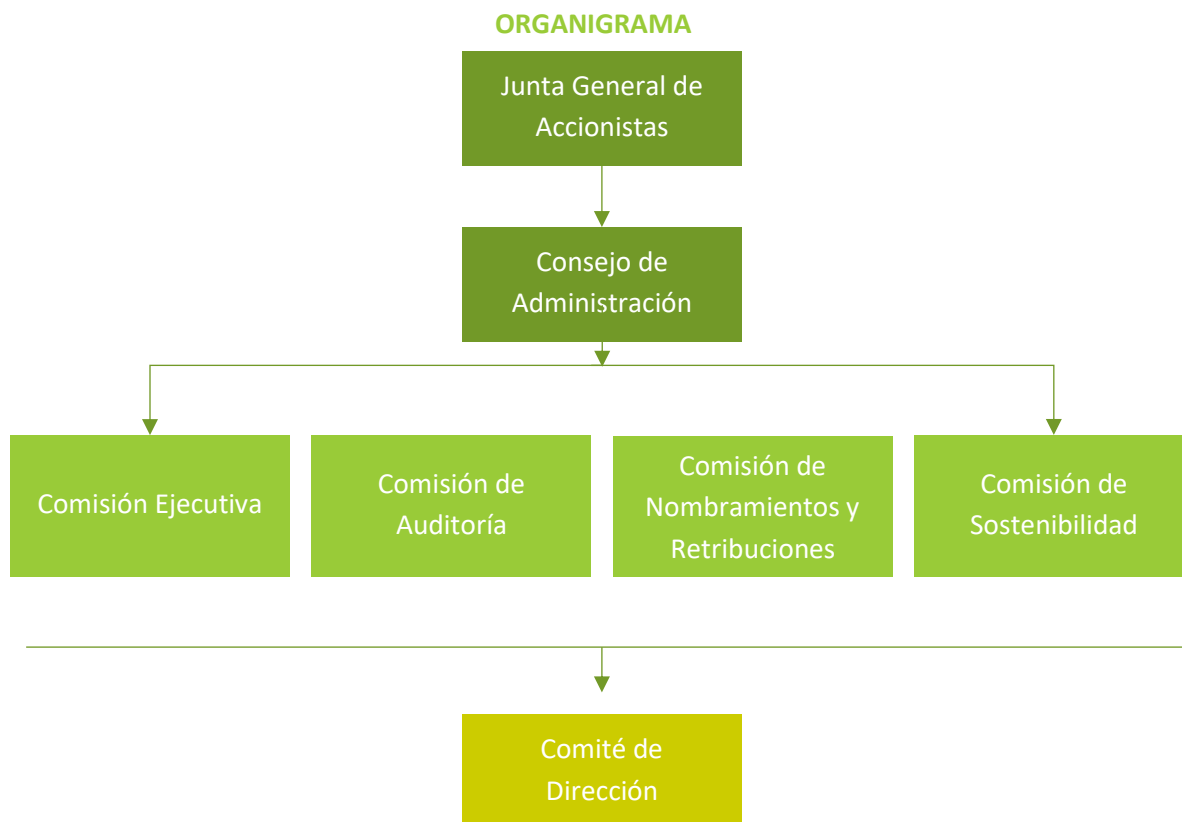 ORGANIGRAMA
Junta General de
Accionistas
Consejo de
Administración
Comisión Ejecutiva
Comisión de
Auditoría
Comisión de
Nombramientos y
Retribuciones
Comisión de
Sostenibilidad
Comité de
Dirección